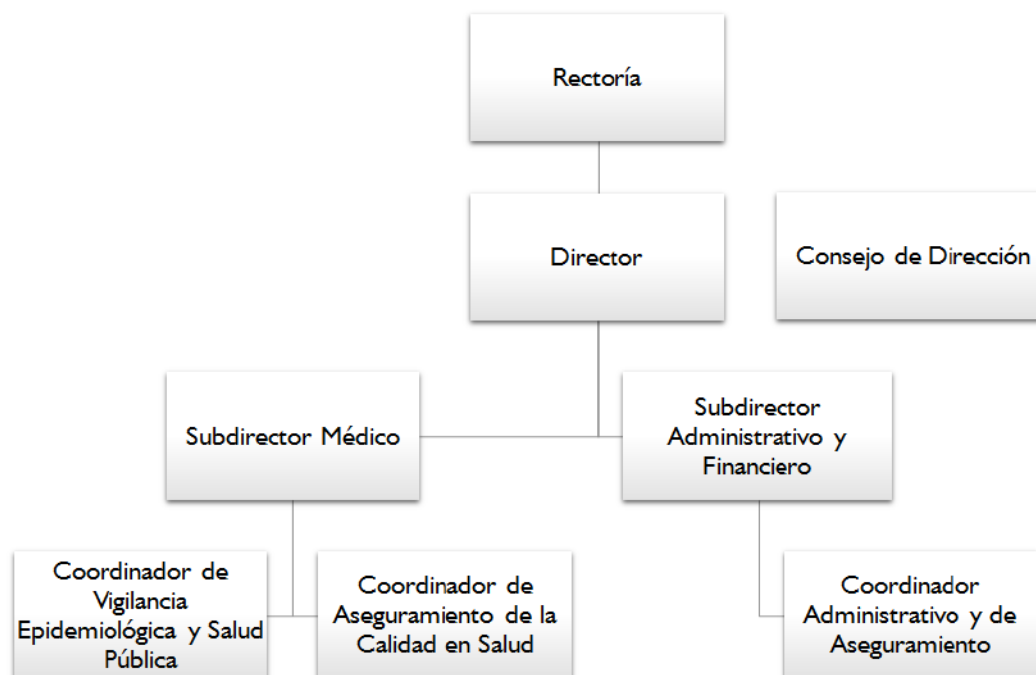 Rectoría
Director
Consejo de Dirección
Subdirector Médico
Subdirector
Administrativo y
Financiero
Coordinador de
Vigilancia
Epidemiológica y Salud
Pública
Coordinador de
Aseguramiento de la
Calidad en Salud
Coordinador
Administrativo y de
Aseguramiento